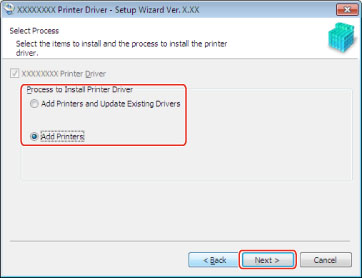 XXXXXXXX Printer Driver - Setup Wizard Ver. X.XX
Select Process
Select the items to install and the process to install the printer
driver.
XXXXXXXX Printer Driver
Process to Install Printer Driver
Add Printers and Update Existing Drivers
Add Printers
< Back
Next >
Cancel